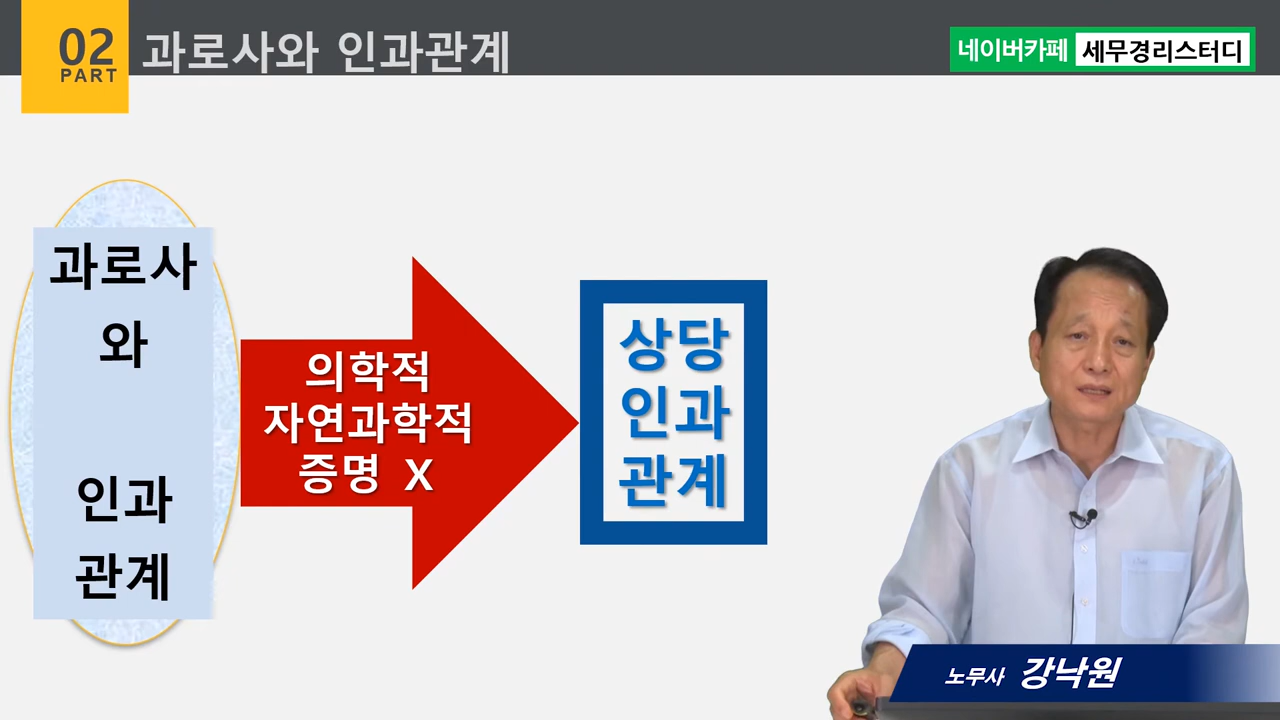 02
PART
과로사와 인과관계
네이버카페 세무경리스터디
과로사
와
인과
관계
의학적
자연과학적
증명 X
상당
인과
관계
노무사 강낙원